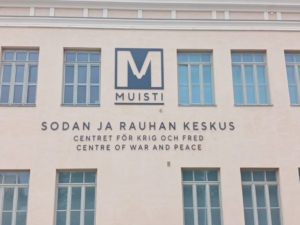 M
MUISTI
SODAN JA RAUHAN KESKUS
CENTRET FÖR KRIG OCH FRED
CENTRE OF WAR AND PEACE